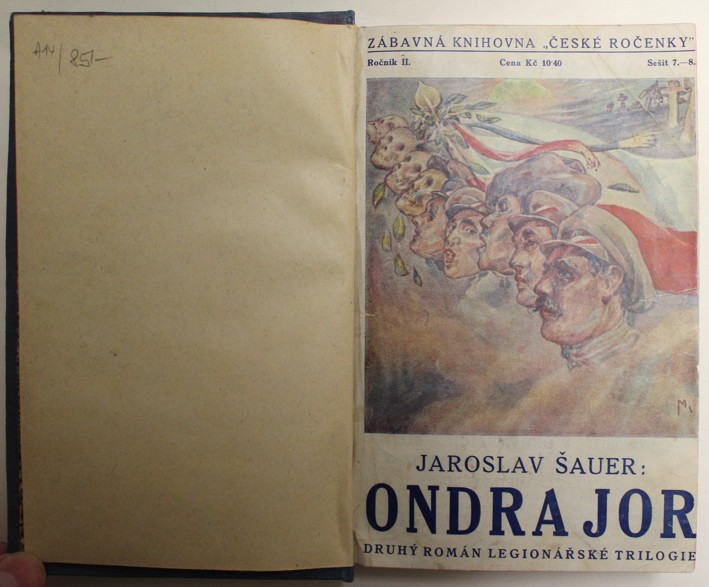 A14/85-
ZÁBAVNÁ KNIHOVNA „ČESKÉ ROČENKY"
Ročník II. Cena Kč 10·40 Sešit 7.—8.
JAROSLAV ŠAUER:
ONDRA JOR
DRUHÝ ROMÁN LEGIONÁŘSKÉ TRILOGIE